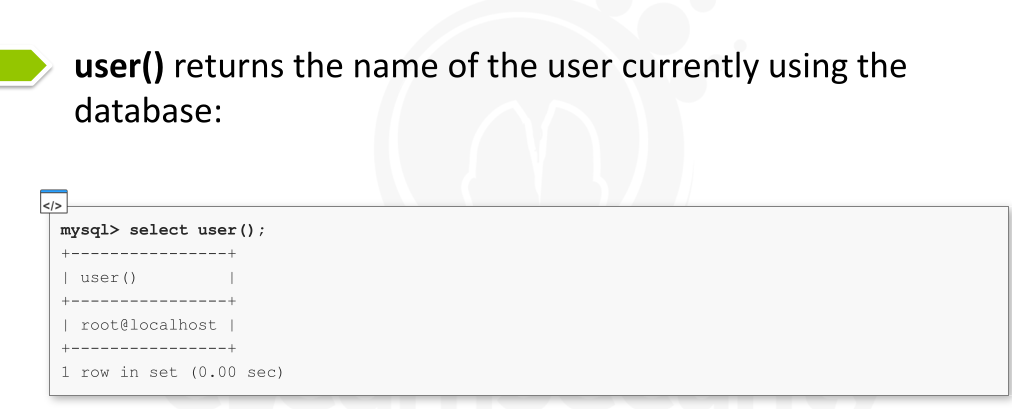 user() returns the name of the user currently using the
database:
</>
mysql> select user();
+----------------+
| user()         |
+----------------+
| root@localhost |
+----------------+
1 row in set (0.00 sec)